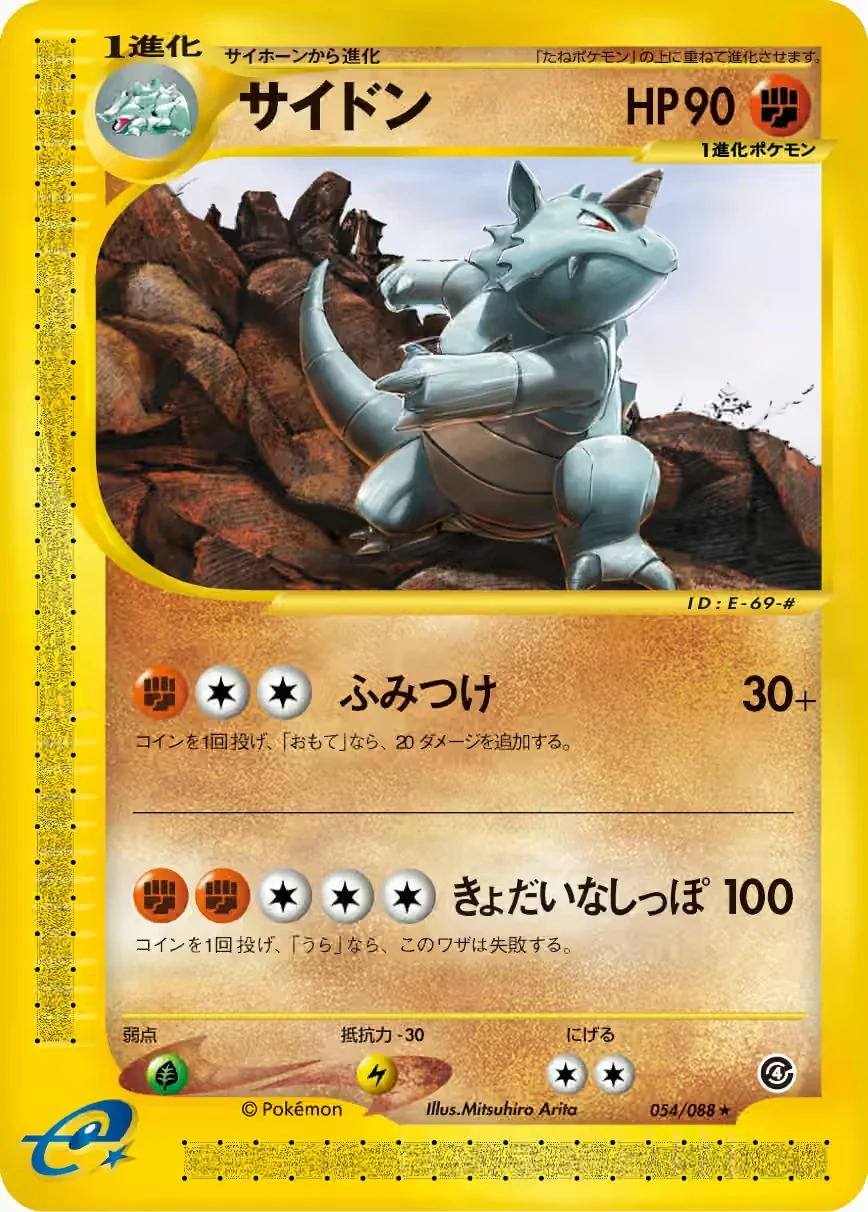 1進化
サイホーンから進化
「たねポケモン」の上に重ねて進化させます。
サイドン
HP90
1進化ポケモン
ID:E-69-#
ふみつけ 30+
コインを1回投げ、「おもて」なら、20ダメージを追加する。
きょだいなしっぽ 100
コインを1回投げ、「うら」なら、このワザは失敗する。
弱点 抵抗力-30 にげる
4
© Pokémon Illus.Mitsuhiro Arita 054/088★
e